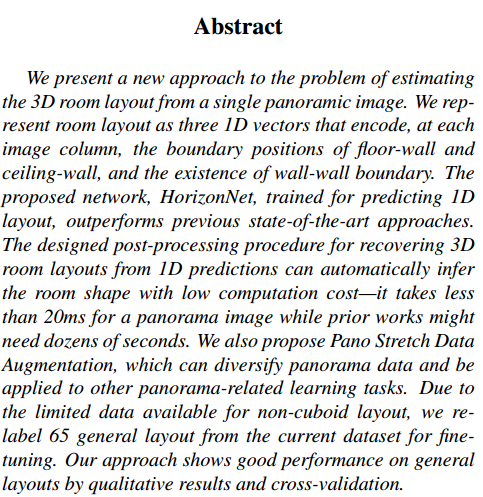 Abstract
We present a new approach to the problem of estimating
the 3D room layout from a single panoramic image. We rep-
resent room layout as three 1D vectors that encode, at each
image column, the boundary positions of floor-wall and
ceiling-wall, and the existence of wall-wall boundary. The
proposed network, HorizonNet, trained for predicting 1D
layout, outperforms previous state-of-the-art approaches.
The designed post-processing procedure for recovering 3D
room layouts from 1D predictions can automatically infer
the room shape with low computation cost—it takes less
than 20ms for a panorama image while prior works might
need dozens of seconds. We also propose Pano Stretch Data
Augmentation, which can diversify panorama data and be
applied to other panorama-related learning tasks. Due to
the limited data available for non-cuboid layout, we re-
label 65 general layout from the current dataset for fine-
tuning. Our approach shows good performance on general
layouts by qualitative results and cross-validation.